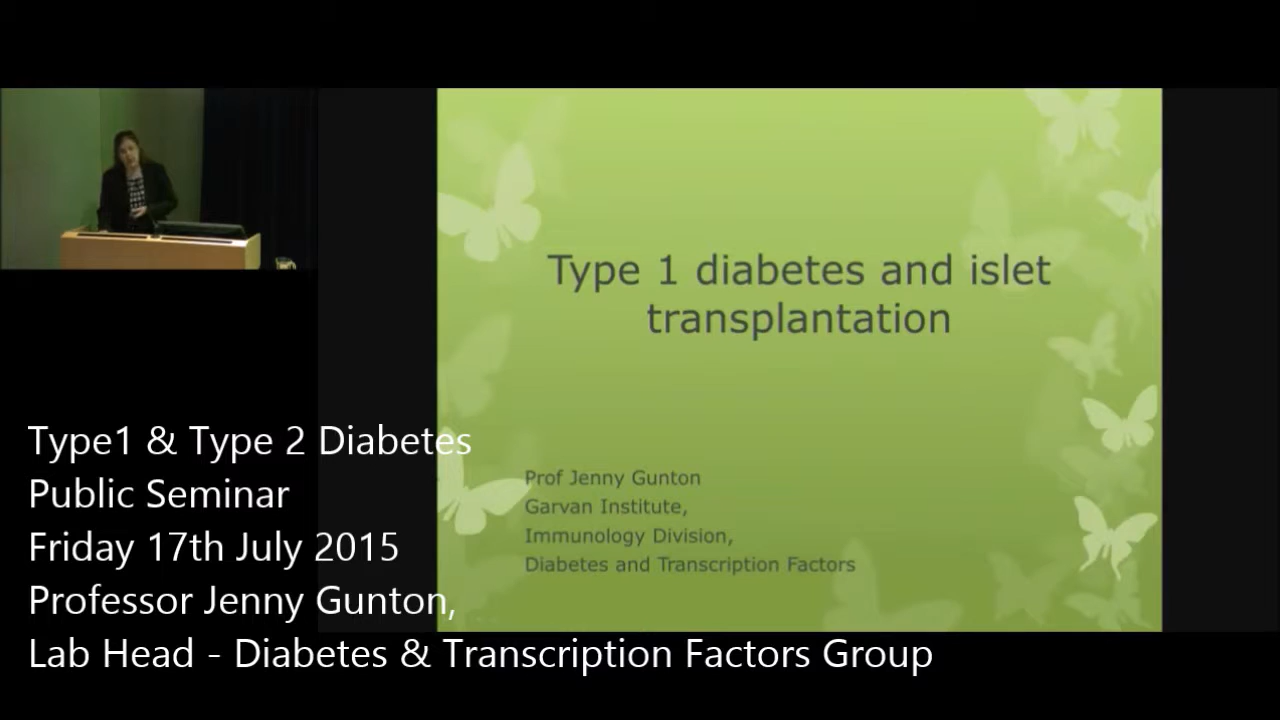 Type 1 diabetes and islet
transplantation
Prof Jenny Gunton
Garvan Institute,
Immunology Division,
Diabetes and Transcription Factors
Type1 & Type 2 Diabetes
Public Seminar
Friday 17th July 2015
Professor Jenny Gunton,
Lab Head - Diabetes & Transcription Factors Group